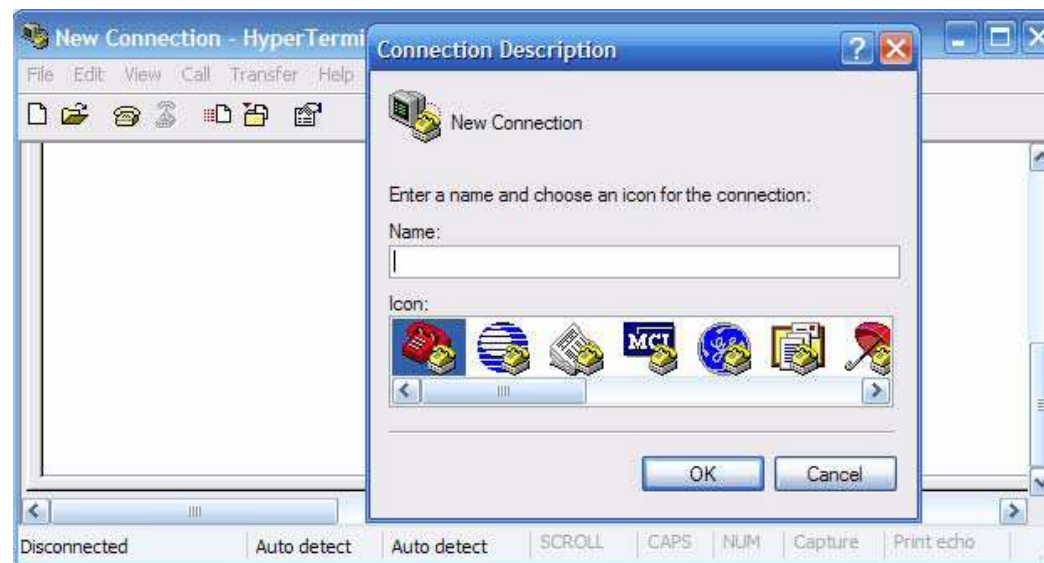 New Connection - HyperTermi
File Edit View Call Transfer Help
Connection Description
New Connection
Enter a name and choose an icon for the connection:
Name:
Icon:
MCI
OK Cancel
Disconnected Auto detect Auto detect SCROLL CAPS NUM Capture Print echo